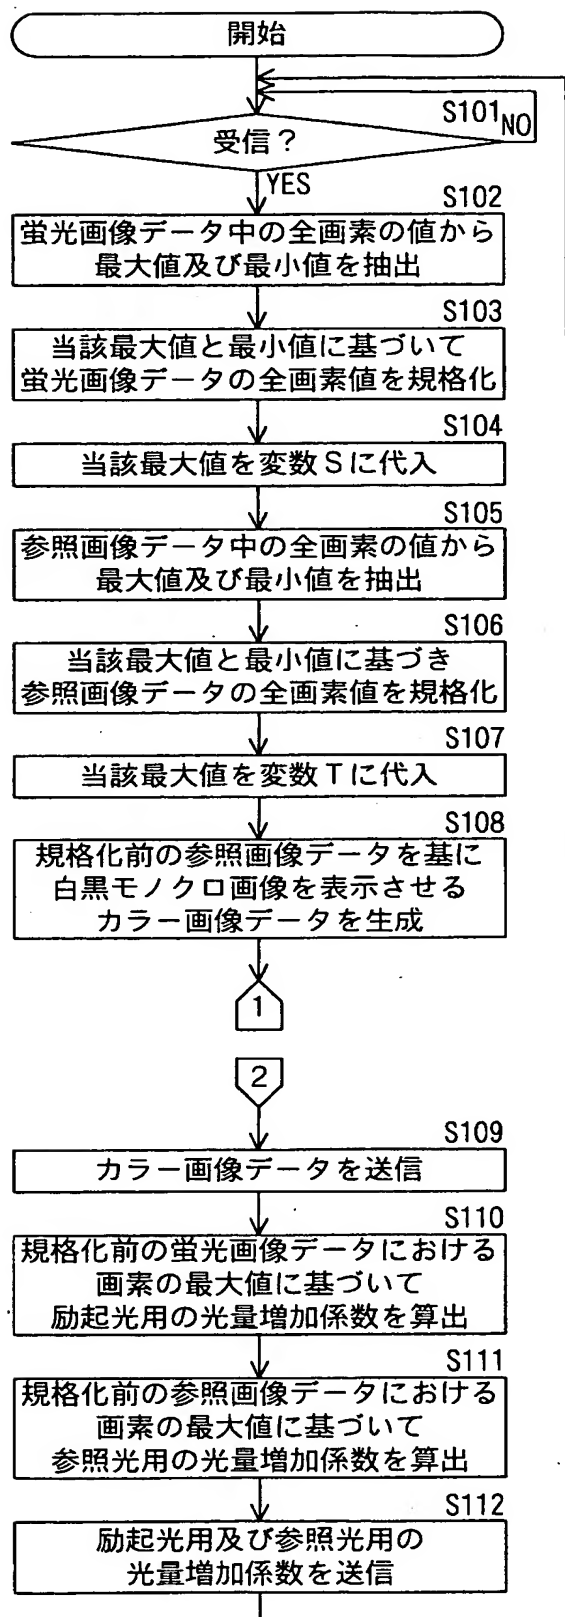 開始
S101
受信？
NO
YES
S102
蛍光画像データ中の全画素の値から
最大値及び最小値を抽出
S103
当該最大値と最小値に基づいて
蛍光画像データの全画素値を規格化
S104
当該最大値を変数Sに代入
S105
参照画像データ中の全画素の値から
最大値及び最小値を抽出
S106
当該最大値と最小値に基づき
参照画像データの全画素値を規格化
S107
当該最大値を変数Tに代入
S108
規格化前の参照画像データを基に
白黒モノクロ画像を表示させる
カラー画像データを生成
1
2
S109
カラー画像データを送信
S110
規格化前の蛍光画像データにおける
画素の最大値に基づいて
励起光用の光量増加係数を算出
S111
規格化前の参照画像データにおける
画素の最大値に基づいて
参照光用の光量増加係数を算出
S112
励起光用及び参照光用の
光量増加係数を送信